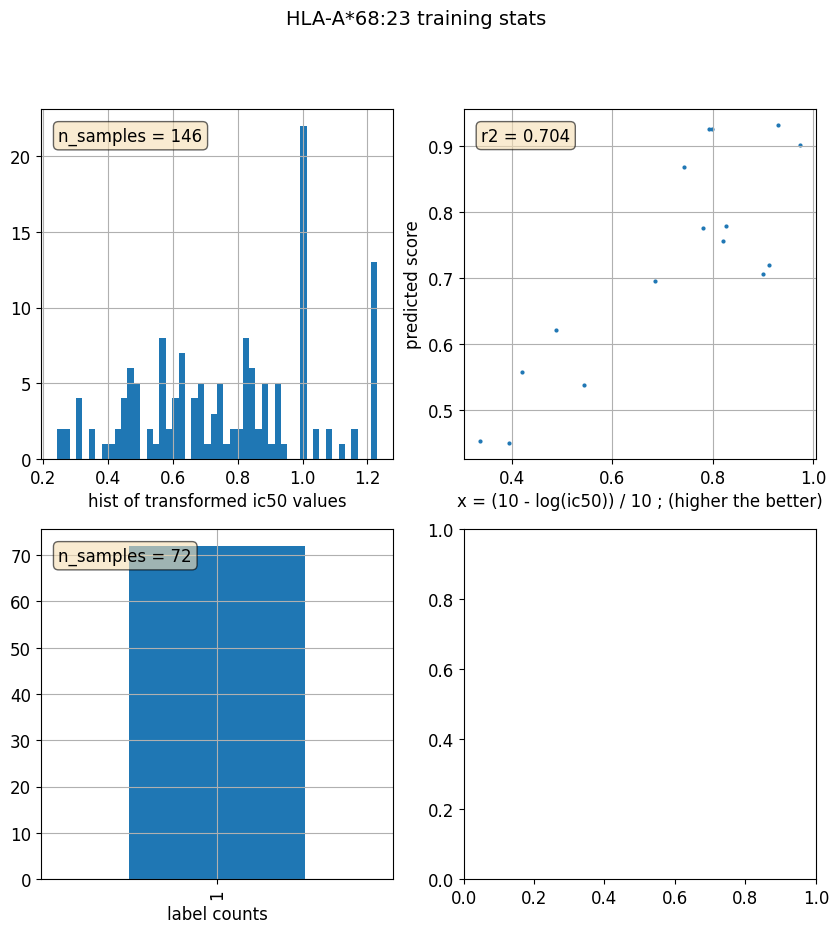 HLA-A*68:23 training stats
n_samples = 146
20
15
10
5
0
0.2 0.4 0.6 0.8 1.0 1.2
hist of transformed ic50 values
r2 = 0.704
predicted score
0.9
0.8
0.7
0.6
0.5
0.4 0.6 0.8 1.0
x = (10 - log(ic50)) / 10 ; (higher the better)
n_samples = 72
70
60
50
40
30
20
10
0
1
label counts
1.0
0.8
0.6
0.4
0.2
0.0
0.0 0.2 0.4 0.6 0.8 1.0